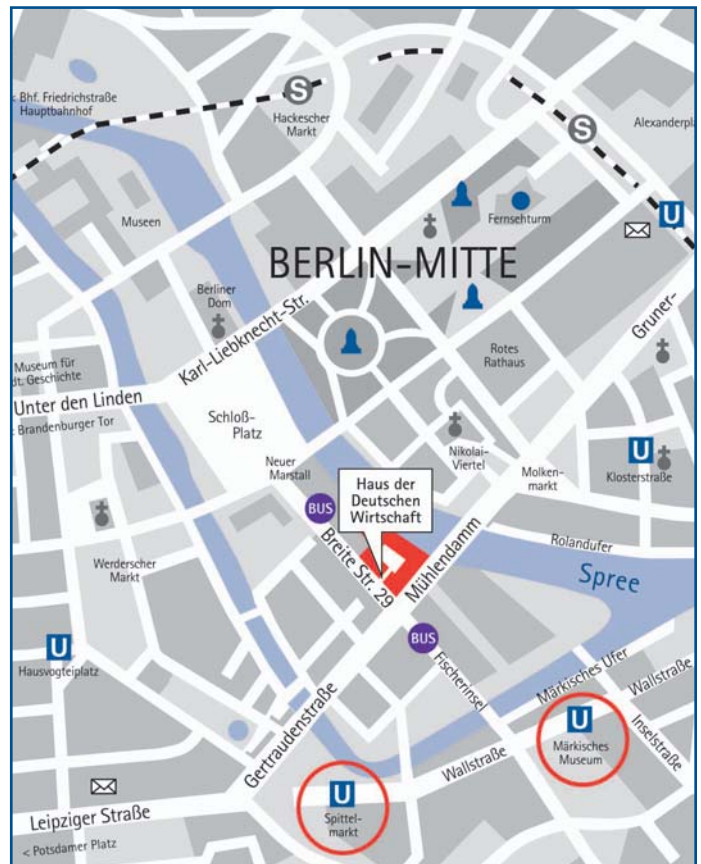 < Bhf. Friedrichstraße
Hauptbahnhof
S
Hackescher
Markt
S
Alexanderpl
U
Museen
Fernsehturm
BERLIN-MITTE
Berliner
Dom
Karl-Liebknecht-Str.
Gruner-
Museum für
dt. Geschichte
Rotes
Rathaus
Unter den Linden
< Brandenburger Tor
Schloß-
Platz
Neuer
Marstall
Nikolai-
Viertel
Molken-
markt
U
Klosterstraße
Haus der
Deutschen
Wirtschaft
BUS
Breite Str. 29
Mühlendamm
Rolandufer
Spree
Werderscher
Markt
BUS
Fischerinsel
U
Hausvogteiplatz
Märkisches Ufer
Wallstraße
Inselstraße
U
Märkisches
Museum
Gertraudenstraße
Wallstraße
U
Spittel-
markt
Leipziger Straße
< Potsdamer Platz